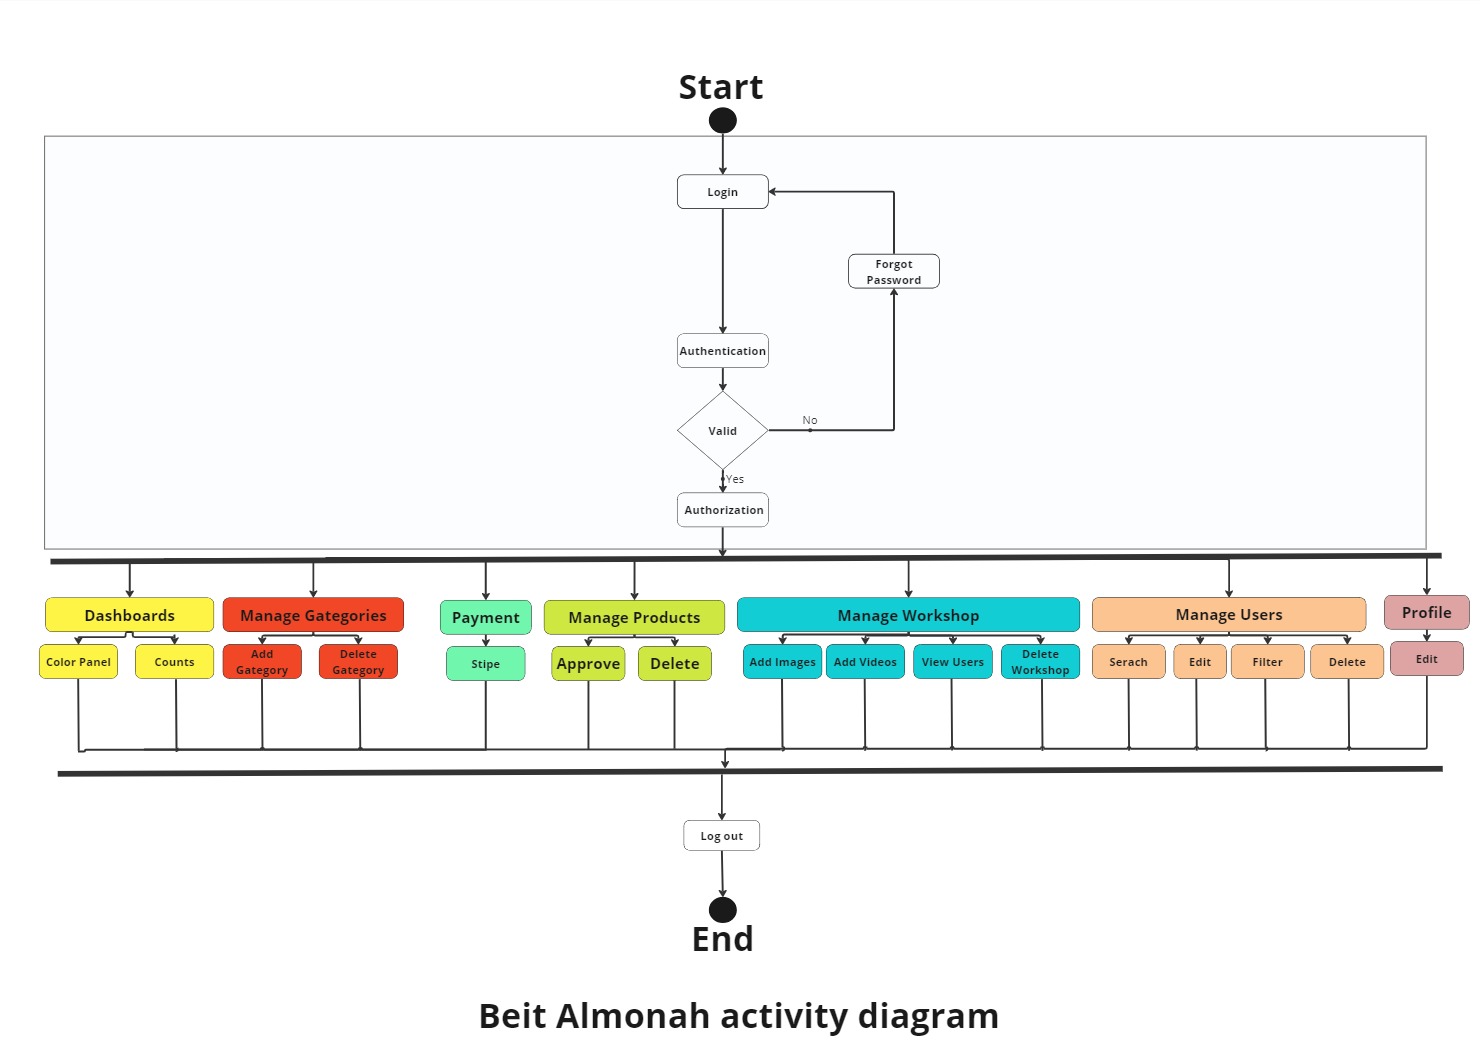 Start
Login
Forgot
Password
Authentication
No
Valid
Yes
Authorization
Dashboards
Manage Gategories
Payment
Manage Products
Manage Workshop
Manage Users
Profile
Color Panel
Counts
Add
Gategory
Delete
Gategory
Stipe
Approve
Delete
Add Images
Add Videos
View Users
Delete
Workshop
Serach
Edit
Filter
Delete
Edit
Log out
End
Beit Almonah activity diagram